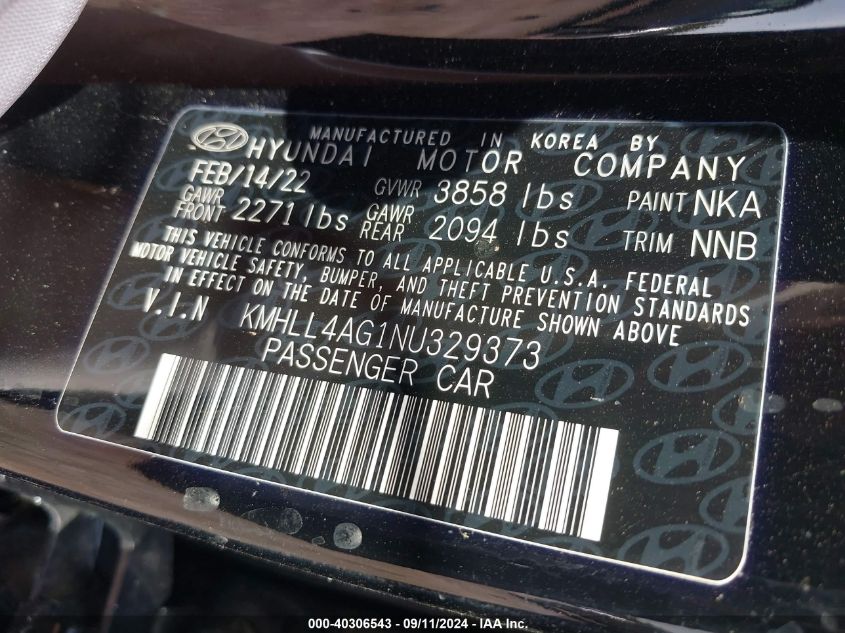 MANUFACTURED IN KOREA BY
HYUNDAI MOTOR COMPANY
FEB/14/22 GVWR 3858 lbs PAINT NKA
GAWR FRONT 2271 lbs GAWR REAR 2094 lbs TRIM NNB
THIS VEHICLE CONFORMS TO ALL APPLICABLE U.S.A. FEDERAL
MOTOR VEHICLE SAFETY, BUMPER, AND THEFT PREVENTION STANDARDS
IN EFFECT ON THE DATE OF MANUFACTURE SHOWN ABOVE.
V.I.N KMHLL4AG1NU329373
PASSENGER CAR
000-40306543 - 09/11/2024 - IAA Inc.